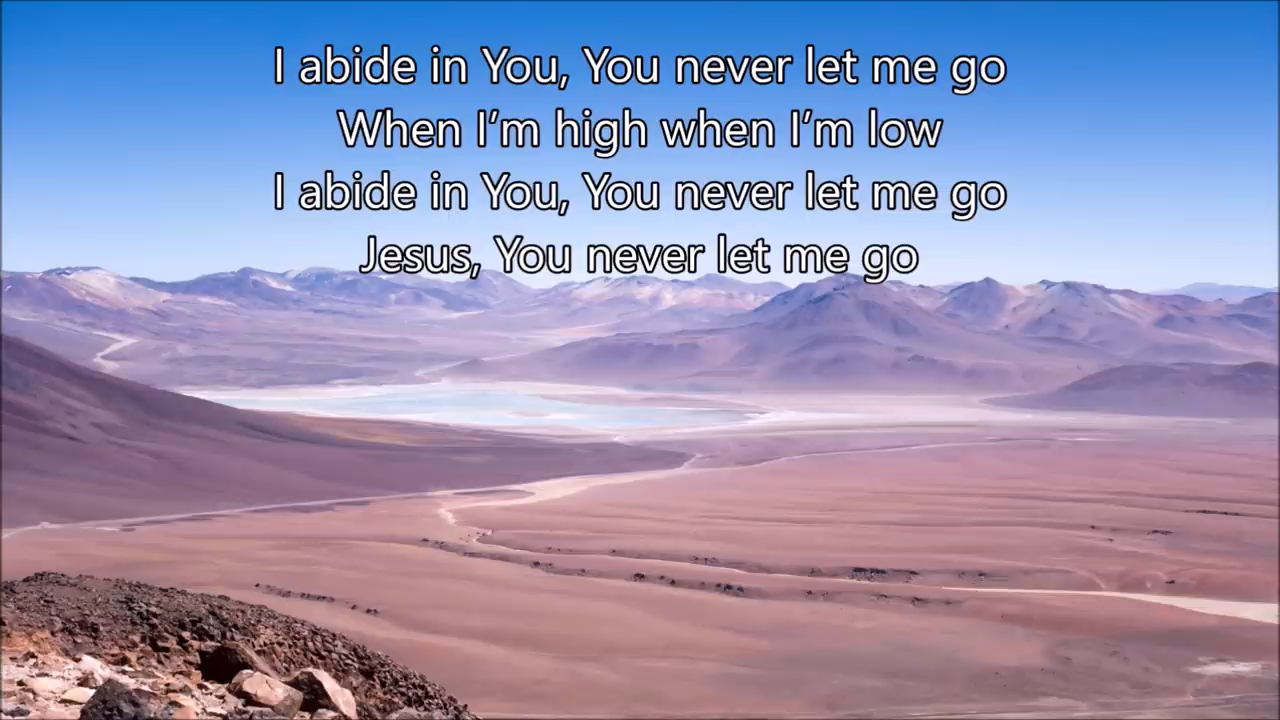 I abide in You, You never let me go
When I’m high when I’m low
I abide in You, You never let me go
Jesus, You never let me go